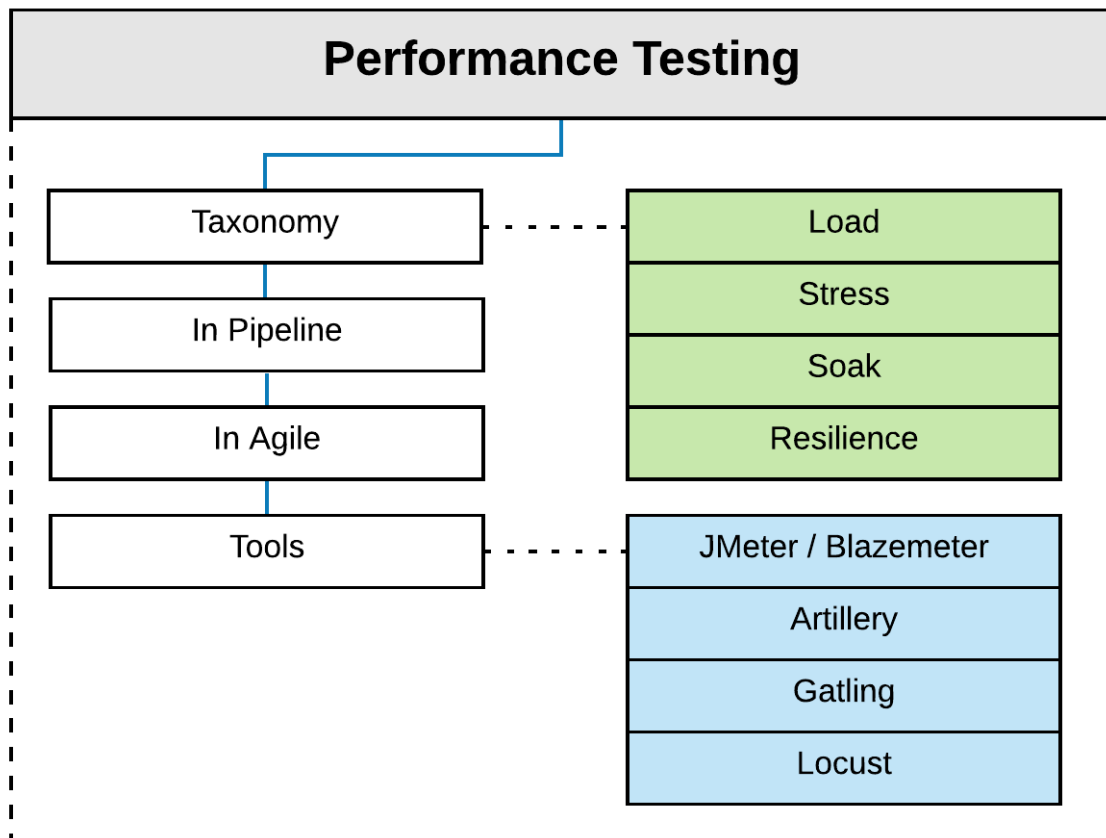 Performance Testing
Taxonomy
In Pipeline
In Agile
Tools
Load
Stress
Soak
Resilience
JMeter / Blazemeter
Artillery
Gatling
Locust